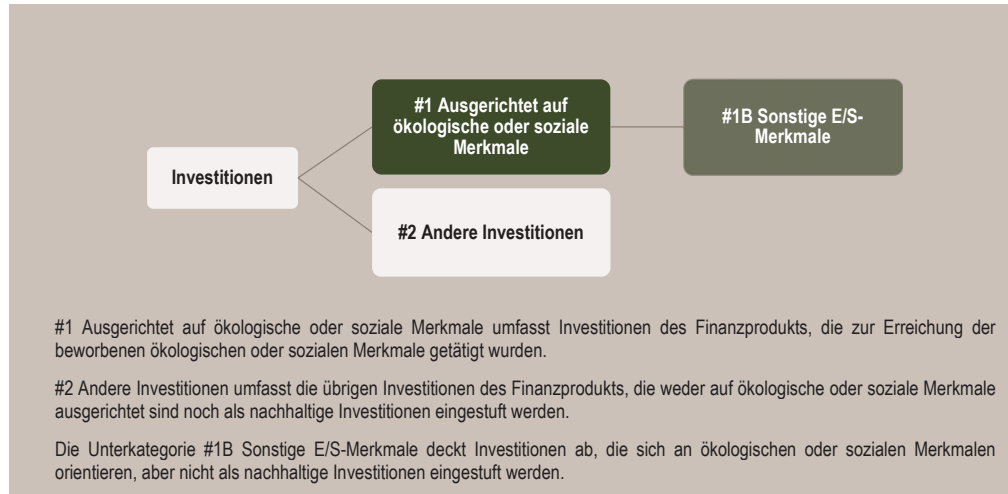 #1 Ausgerichtet auf
ökologische oder soziale
Merkmale
#1B Sonstige E/S-
Merkmale
Investitionen
#2 Andere Investitionen
#1 Ausgerichtet auf ökologische oder soziale Merkmale umfasst Investitionen des Finanzprodukts, die zur Erreichung der
beworbenen ökologischen oder sozialen Merkmale getätigt wurden.
#2 Andere Investitionen umfasst die übrigen Investitionen des Finanzprodukts, die weder auf ökologische oder soziale Merkmale
ausgerichtet sind noch als nachhaltige Investitionen eingestuft werden.
Die Unterkategorie #1B Sonstige E/S-Merkmale deckt Investitionen ab, die sich an ökologischen oder sozialen Merkmalen
orientieren, aber nicht als nachhaltige Investitionen eingestuft werden.